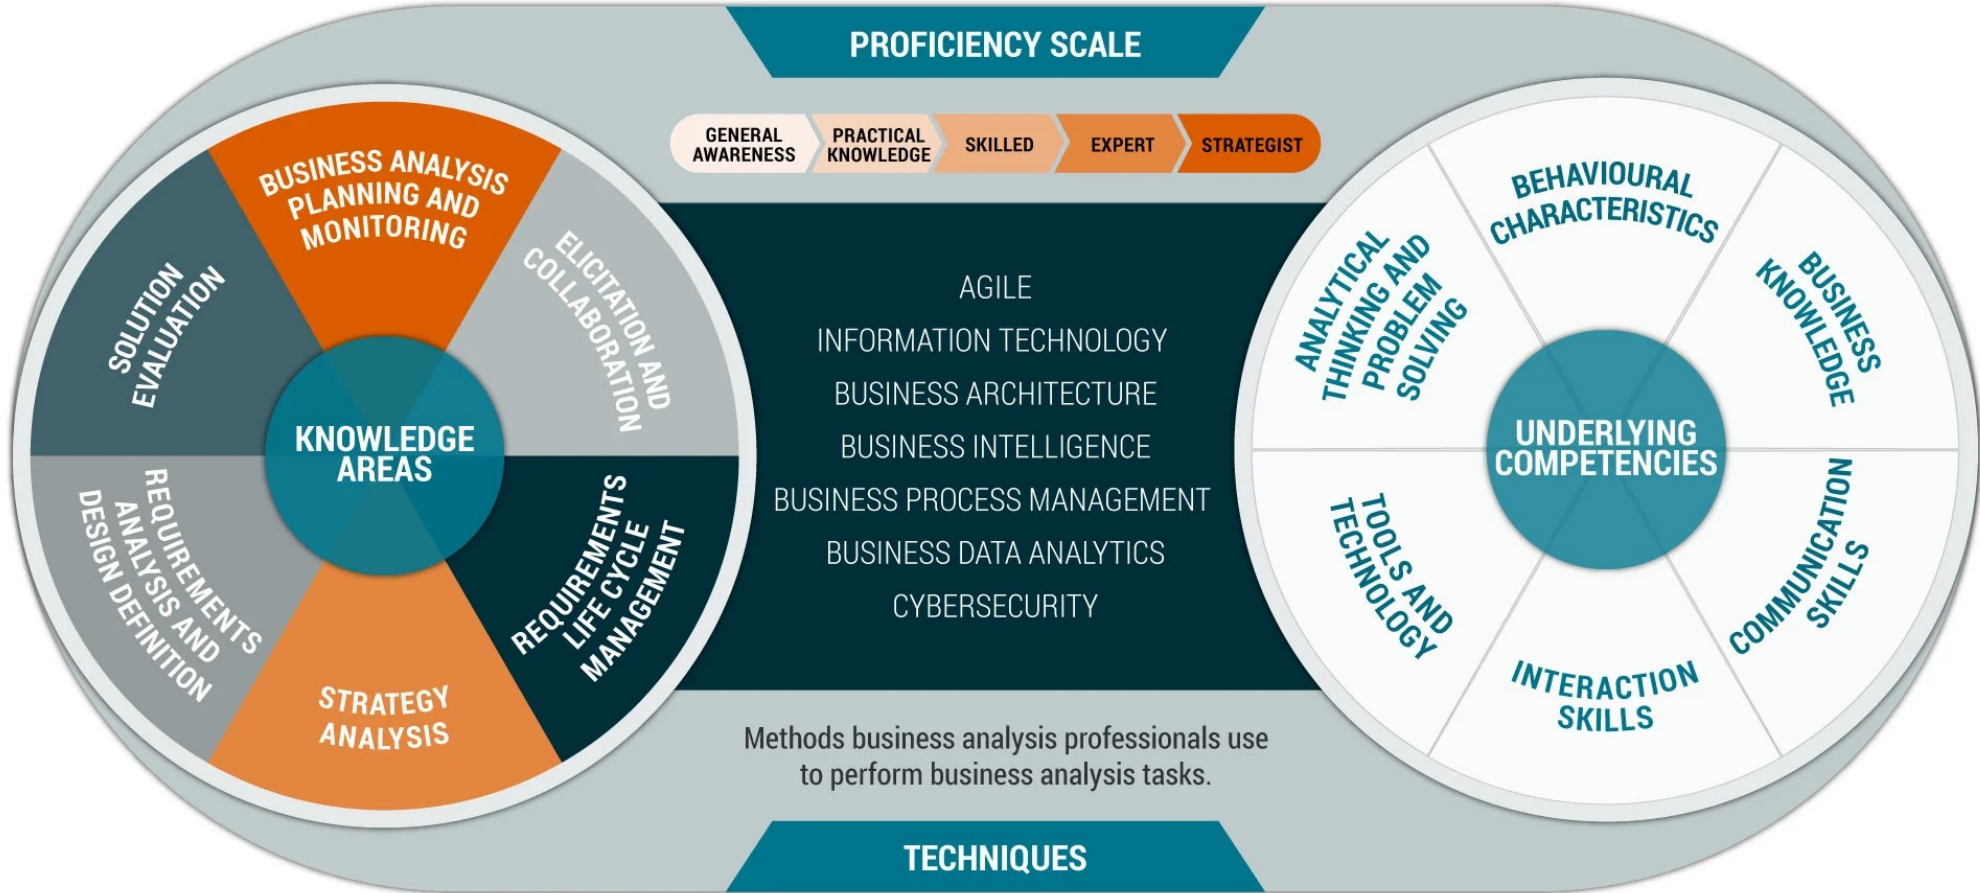 PROFICIENCY SCALE
GENERAL
AWARENESS
PRACTICAL
KNOWLEDGE
SKILLED
EXPERT
STRATEGIST
BUSINESS ANALYSIS
PLANNING AND
MONITORING
ELICITATION AND
COLLABORATION
REQUIREMENTS
LIFE CYCLE
MANAGEMENT
STRATEGY
ANALYSIS
REQUIREMENTS
ANALYSIS AND
DESIGN DEFINITION
SOLUTION
EVALUATION
KNOWLEDGE
AREAS
AGILE
INFORMATION TECHNOLOGY
BUSINESS ARCHITECTURE
BUSINESS INTELLIGENCE
BUSINESS PROCESS MANAGEMENT
BUSINESS DATA ANALYTICS
CYBERSECURITY
BEHAVIOURAL
CHARACTERISTICS
BUSINESS
KNOWLEDGE
COMMUNICATION
SKILLS
INTERACTION
SKILLS
TOOLS AND
TECHNOLOGY
ANALYTICAL
THINKING AND
PROBLEM
SOLVING
UNDERLYING
COMPETENCIES
Methods business analysis professionals use
to perform business analysis tasks.
TECHNIQUES